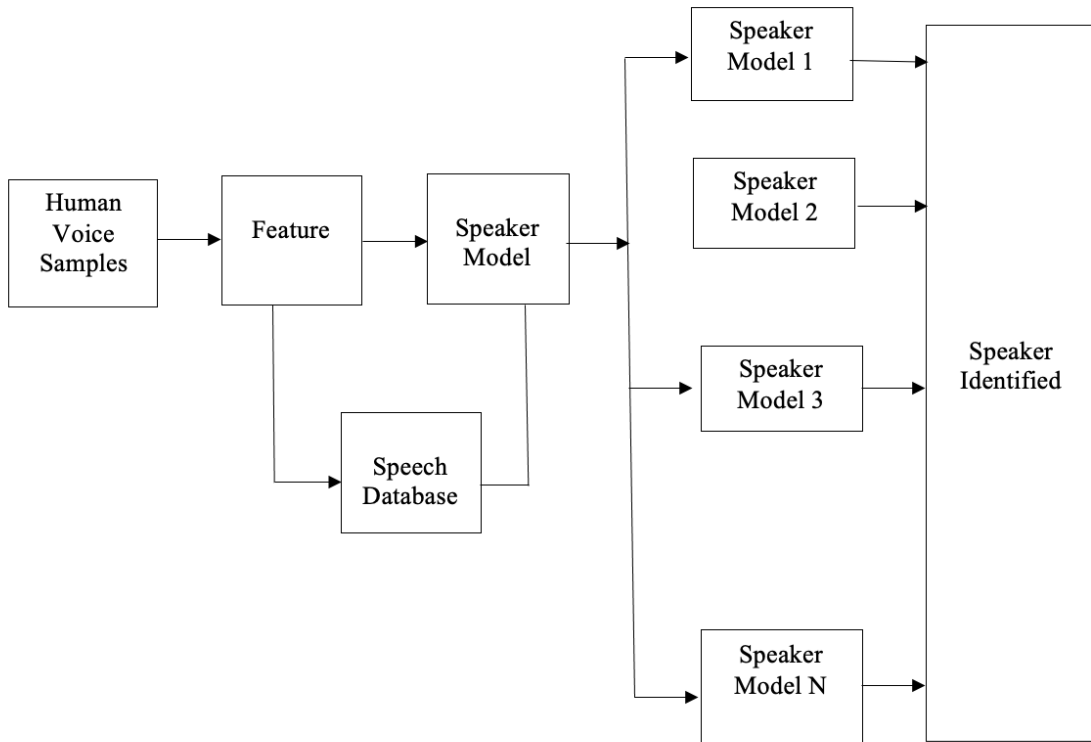 Human
Voice
Samples
Feature
Speaker
Model
Speech
Database
Speaker
Model 1
Speaker
Model 2
Speaker
Model 3
Speaker
Model N
Speaker
Identified